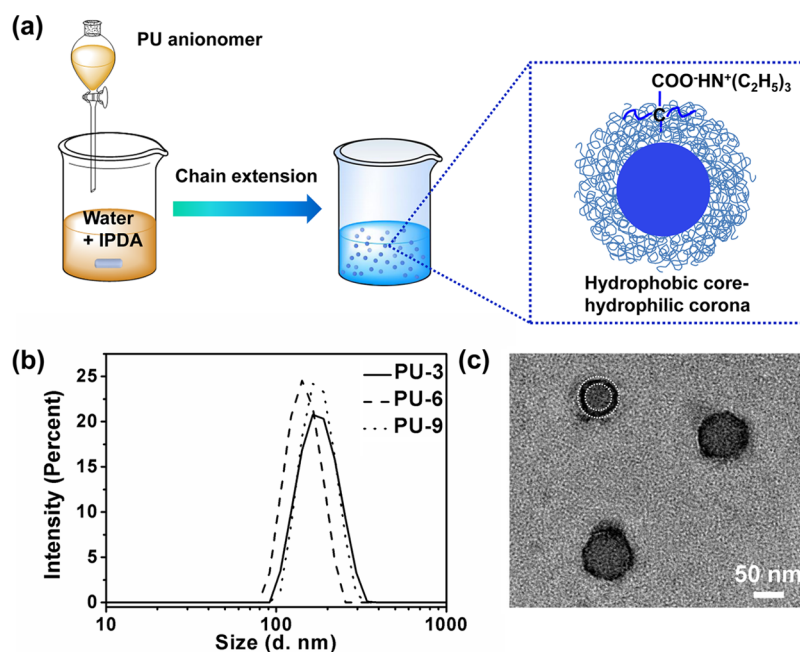 (a)
PU anionomer
Water
+ IPDA
Chain extension
COO⁻HN⁺(C₂H₅)₃
C
Hydrophobic core-
hydrophilic corona
(b)
Intensity (Percent)
25
20
15
10
5
0
10
100
1000
Size (d. nm)
PU-3
PU-6
PU-9
(c)
50 nm